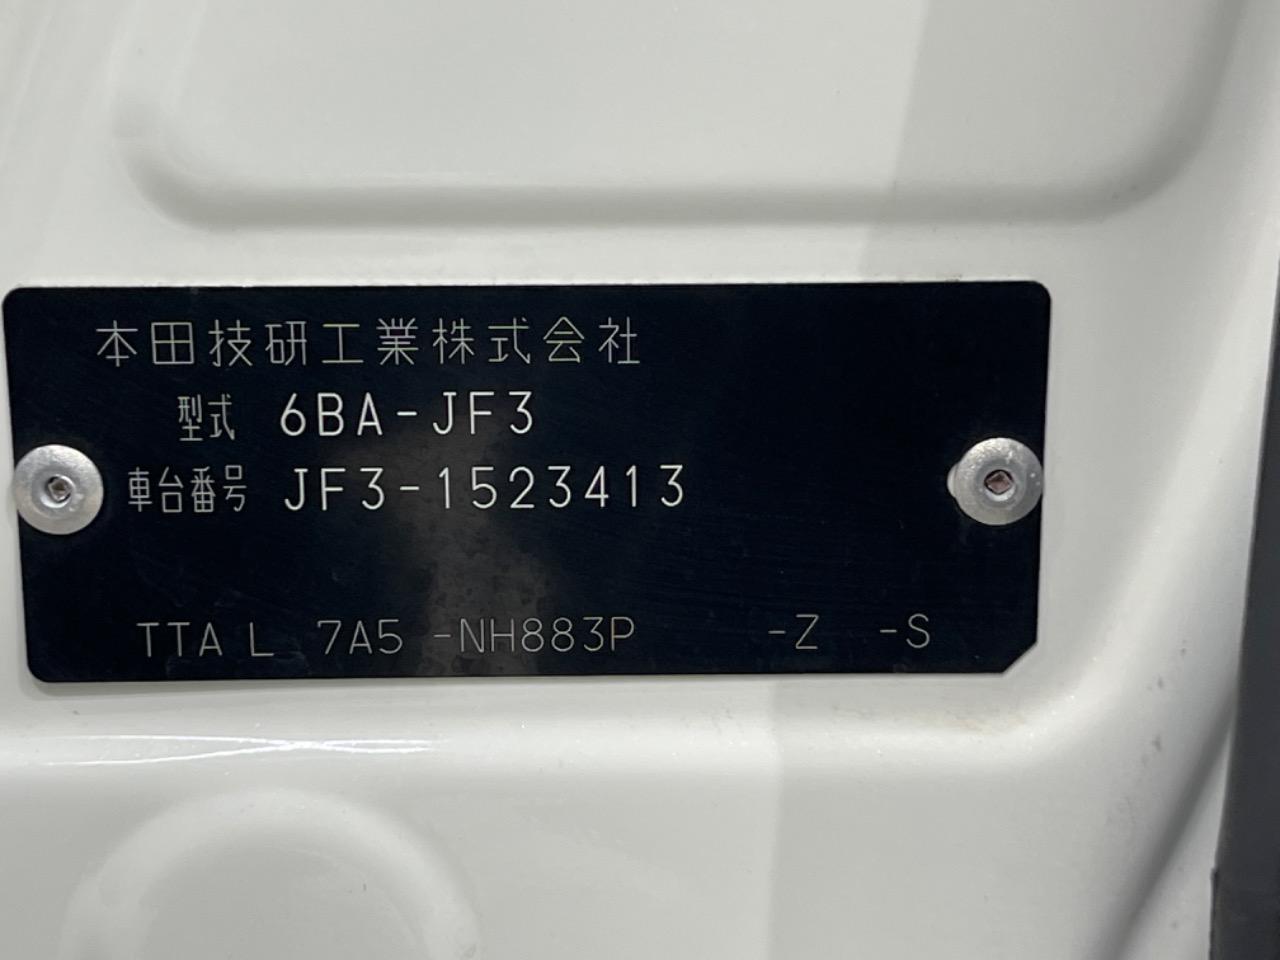 本田技研工業株式会社
型式 6BA-JF3
車台番号 JF3-1523413
TTA L 7A5 -NH883P -Z -S